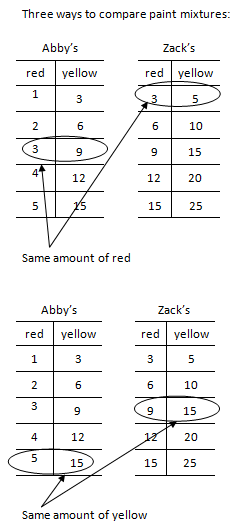 Three ways to compare paint mixtures:
Abby's Zack's
red yellow red yellow
1 3 3 5
2 6 6 10
3 9 9 15
4 12 12 20
5 15 15 25
Same amount of red
Abby's Zack's
red yellow red yellow
1 3 3 5
2 6 6 10
3 9 9 15
4 12 12 20
5 15 15 25
Same amount of yellow